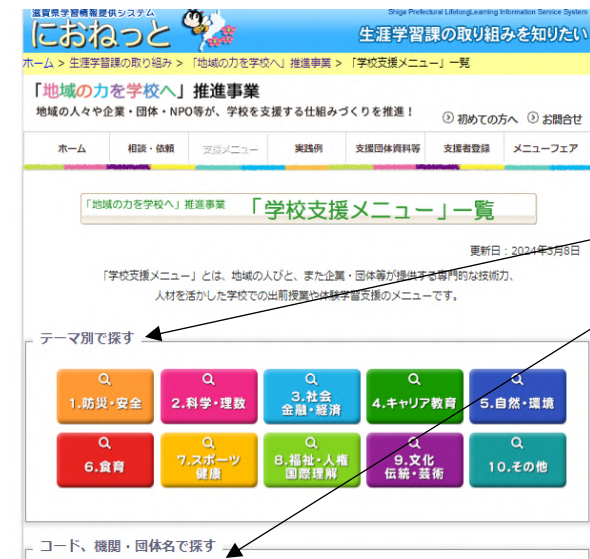 滋賀県学習情報提供システム
におねっと
Shiga Prefectural LifelongLearning Information Service System
生涯学習課の取り組みを知りたい
ホーム > 生涯学習課の取り組み > 「地域の力を学校へ」推進事業 > 「学校支援メニュー」一覧
「地域の力を学校へ」推進事業
地域の人々や企業・団体・NPO等が、学校を支援する仕組みづくりを推進！
初めての方へ お問合せ
ホーム 相談・依頼 支援メニュー 実践例 支援団体資料等 支援者登録 メニューフェア
「地域の力を学校へ」推進事業 「学校支援メニュー」一覧
更新日：2024年5月8日
「学校支援メニュー」とは、地域の人びと、また企業・団体等が提供する専門的な技術力、
人材を活かした学校での出前授業や体験学習支援のメニューです。
テーマ別で探す
1.防災・安全
2.科学・理数
3.社会
金融・経済
4.キャリア教育
5.自然・環境
6.食育
7.スポーツ
健康
8.福祉・人権
国際理解
9.文化
伝統・芸術
10.その他
コード、機関・団体名で探す